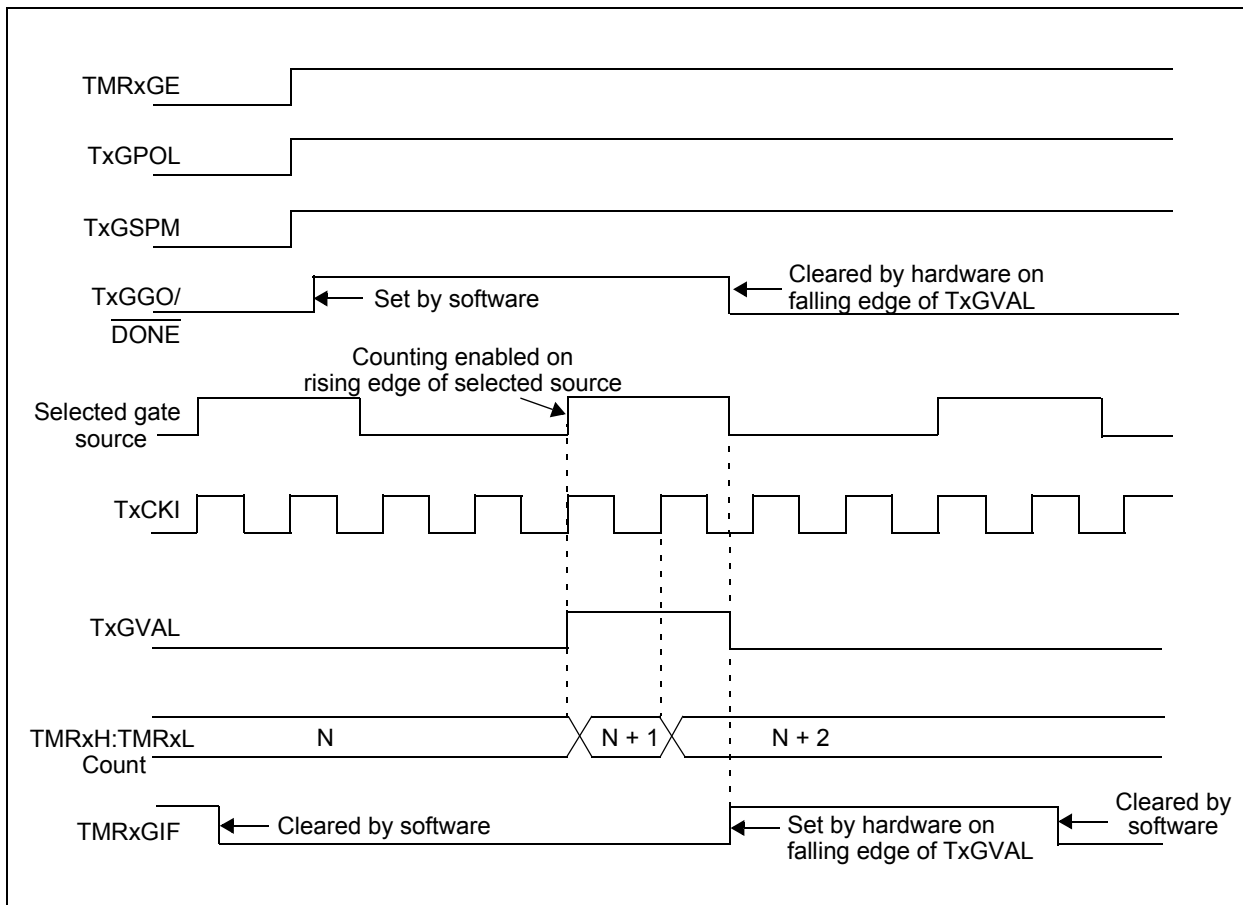 TMRxGE
TxGPOL
TxGSPM
TxGGO/
DONE
Set by software
Cleared by hardware on
falling edge of TxGVAL
Counting enabled on
rising edge of selected source
Selected gate
source
TxCKI
TxGVAL
TMRxH:TMRxL
Count
N
N + 1
N + 2
TMRxGIF
Cleared by software
Set by hardware on
falling edge of TxGVAL
Cleared by
software